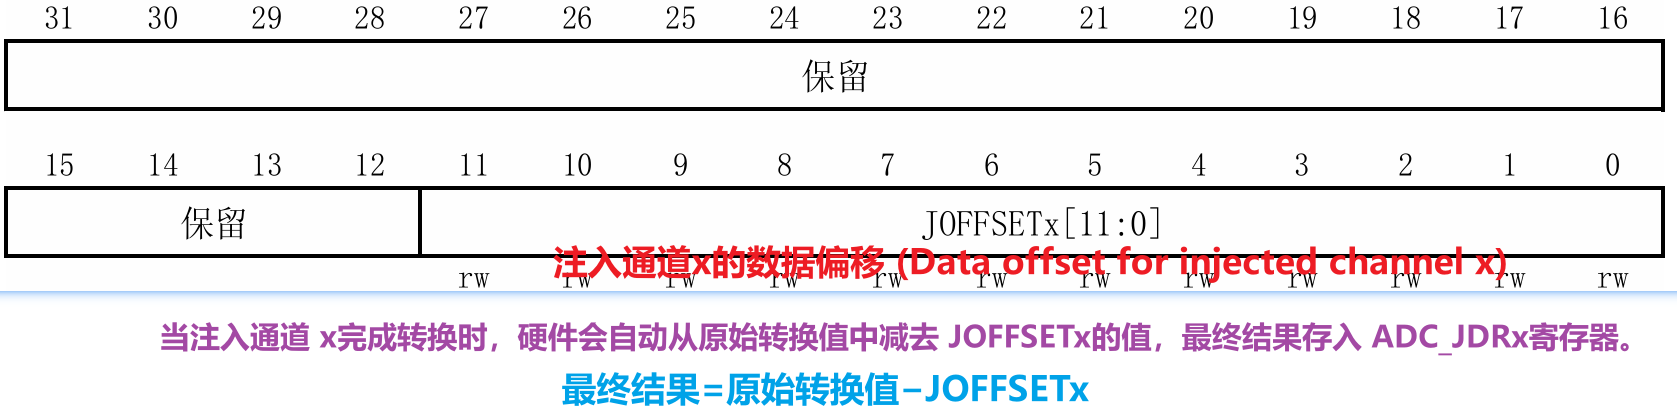 31 30 29 28 27 26 25 24 23 22 21 20 19 18 17 16
保留
15 14 13 12 11 10 9 8 7 6 5 4 3 2 1 0
保留 JOFFSETx[11:0]
注入通道x的数据偏移 (Data offset for injected channel x)
rw rw rw rw rw rw rw rw rw rw rw rw
当注入通道 x完成转换时，硬件会自动从原始转换值中减去 JOFFSETx的值，最终结果存入 ADC_JDRx寄存器。
最终结果=原始转换值−JOFFSETx